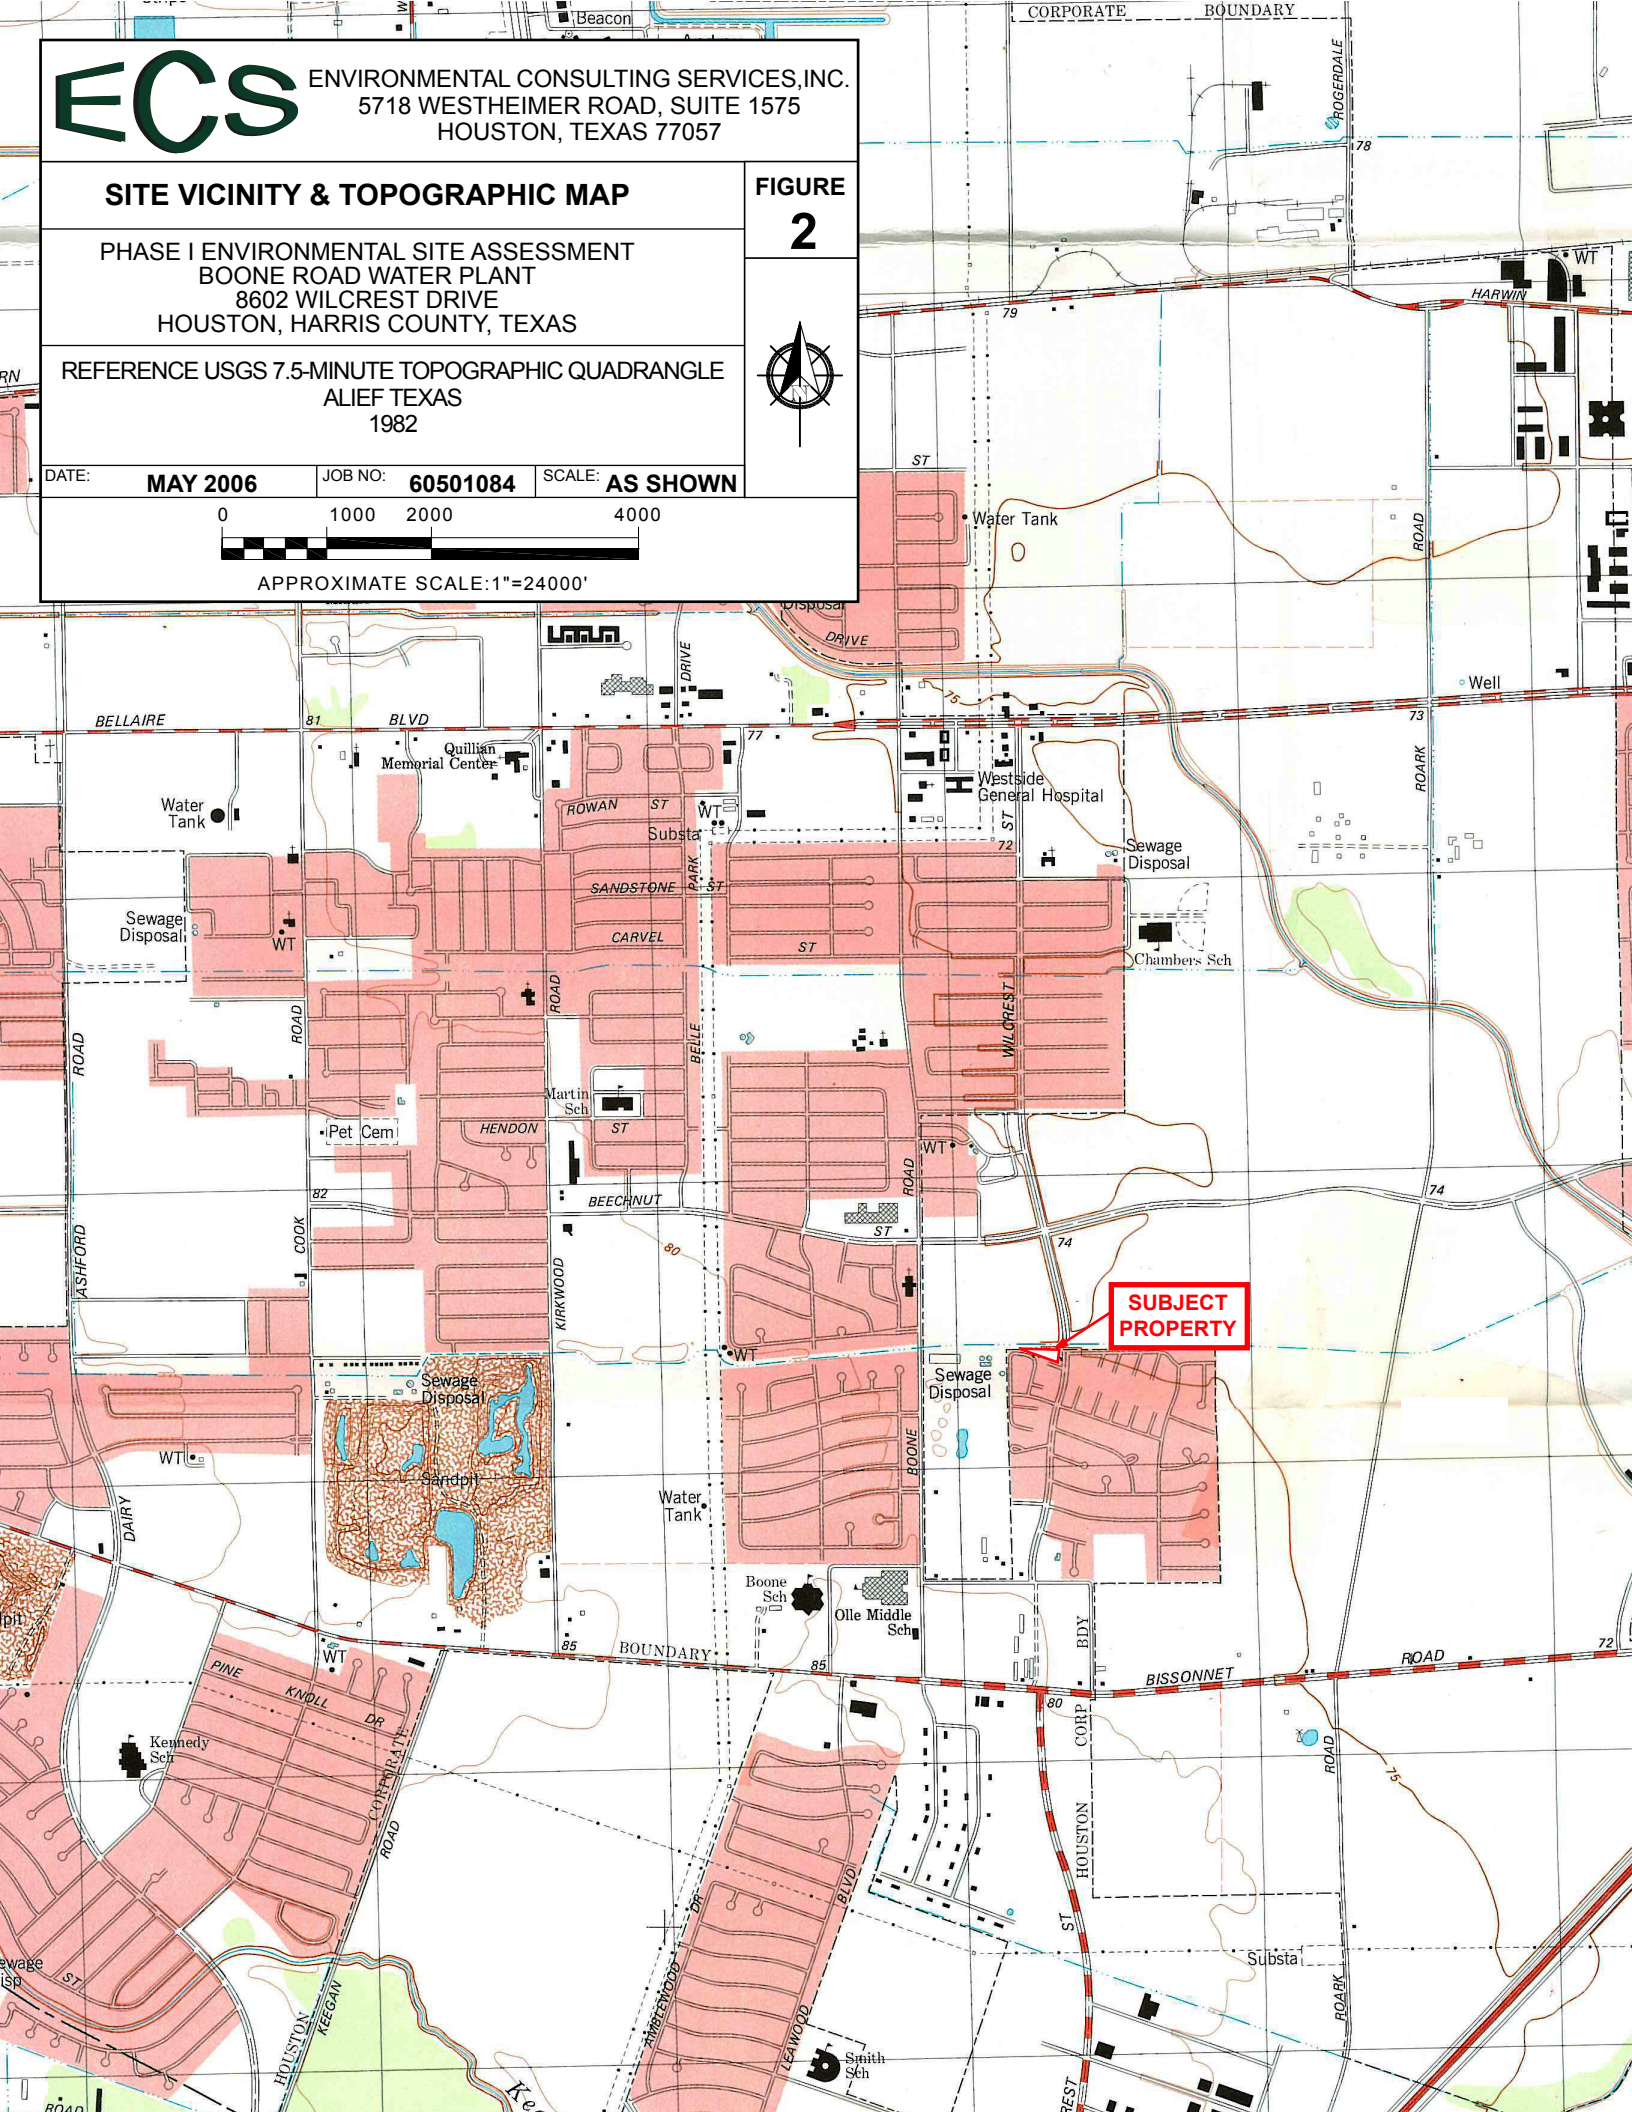 Beacon
CORPORATE BOUNDARY
ROGERDALE
78
ECS
ENVIRONMENTAL CONSULTING SERVICES,INC.
5718 WESTHEIMER ROAD, SUITE 1575
HOUSTON, TEXAS 77057
SITE VICINITY & TOPOGRAPHIC MAP
FIGURE
2
PHASE I ENVIRONMENTAL SITE ASSESSMENT
BOONE ROAD WATER PLANT
8602 WILCREST DRIVE
HOUSTON, HARRIS COUNTY, TEXAS
REFERENCE USGS 7.5-MINUTE TOPOGRAPHIC QUADRANGLE
ALIEF TEXAS
1982
N
DATE: MAY 2006
JOB NO: 60501084
SCALE: AS SHOWN
0 1000 2000 4000
APPROXIMATE SCALE:1"=24000'
WT
HARWIN
79
ST
Water Tank
ROAD
Disposal
DRIVE
DRIVE
Well
75
73
BELLAIRE
81
BLVD
77
Quillian
Memorial Center
ROARK
Westside
General Hospital
Water
Tank
ROWAN ST
WT
Substa
ST
72
Sewage
Disposal
PARK
SANDSTONE ST
Sewage
Disposal
WT
CARVEL
ST
Chambers Sch
ROAD
ROAD
ROAD
BELLE
WILCREST
Martin
Sch
Pet Cem
HENDON
ST
WT
ROAD
82
BEECHNUT
ST
74
74
ASHFORD
COOK
80
KIRKWOOD
SUBJECT
PROPERTY
WT
Sewage
Disposal
Sewage
Disposal
BOONE
WT
Sandpit
Water
Tank
DAIRY
pit
Boone
Sch
Olle Middle
Sch
BDY
85
BOUNDARY
85
WT
PINE
KNOLL
DR
BISSONNET
ROAD
72
80
CORP
Kennedy
Sch
CORPORATE
ROAD
ROAD
75
HOUSTON
BLVD
DR
ST
Substa
ewage
isp
ST
KEEGAN
HOUSTON
AMBLEWOOD
LEAWOOD
ROARK
Smith
Sch
REST
ROAD
Ke